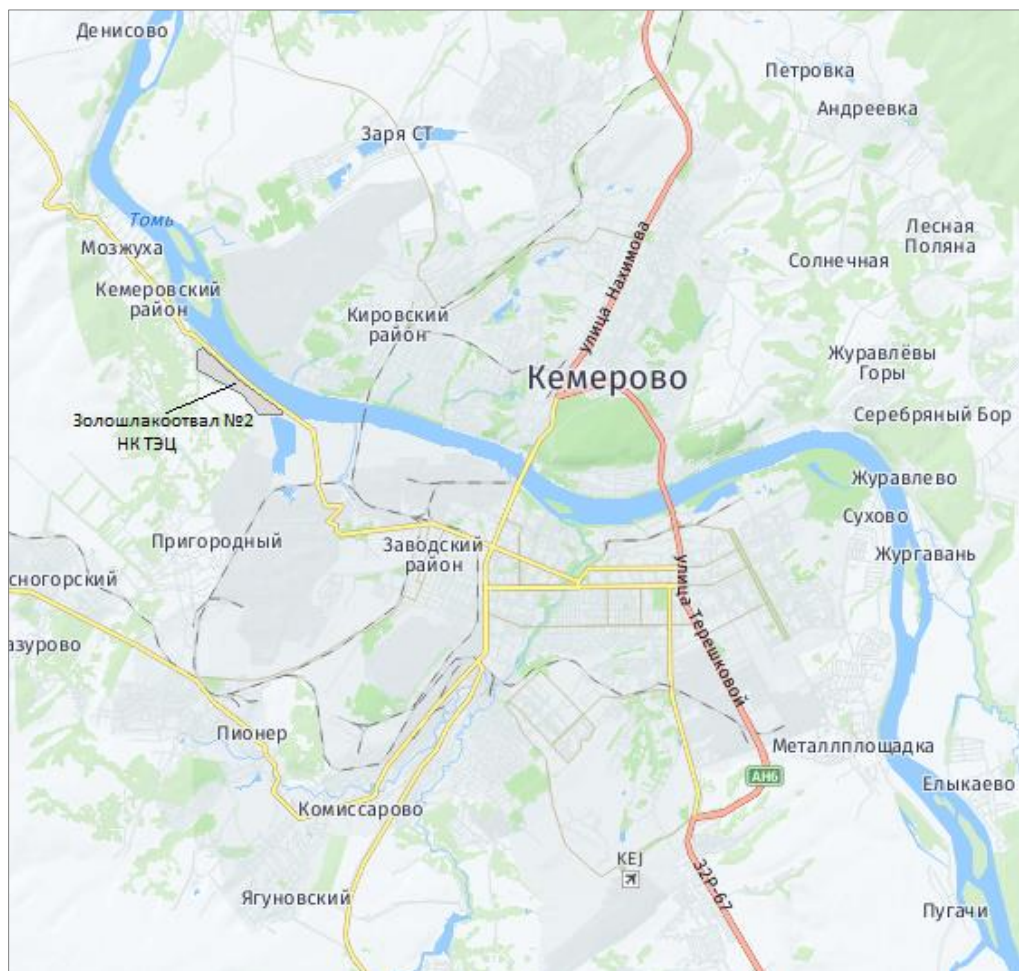 Денисово
Петровка
Андреевка
Заря СТ
Томь
Мозжуха
Лесная
Поляна
Солнечная
Кемеровский
район
улица Нахимова
Кировский
район
Журавлёвы
Горы
Кемерово
Серебряный Бор
Золошлакоотвал №2
НК ТЭЦ
Журавлево
Сухово
Пригородный
Заводский
район
Жургавань
сногорский
улица Терешковой
азурово
Пионер
Металлплощадка
АН6
Елыкаево
Комиссарово
KEJ
32Р-67
Ягуновский
Пугачи